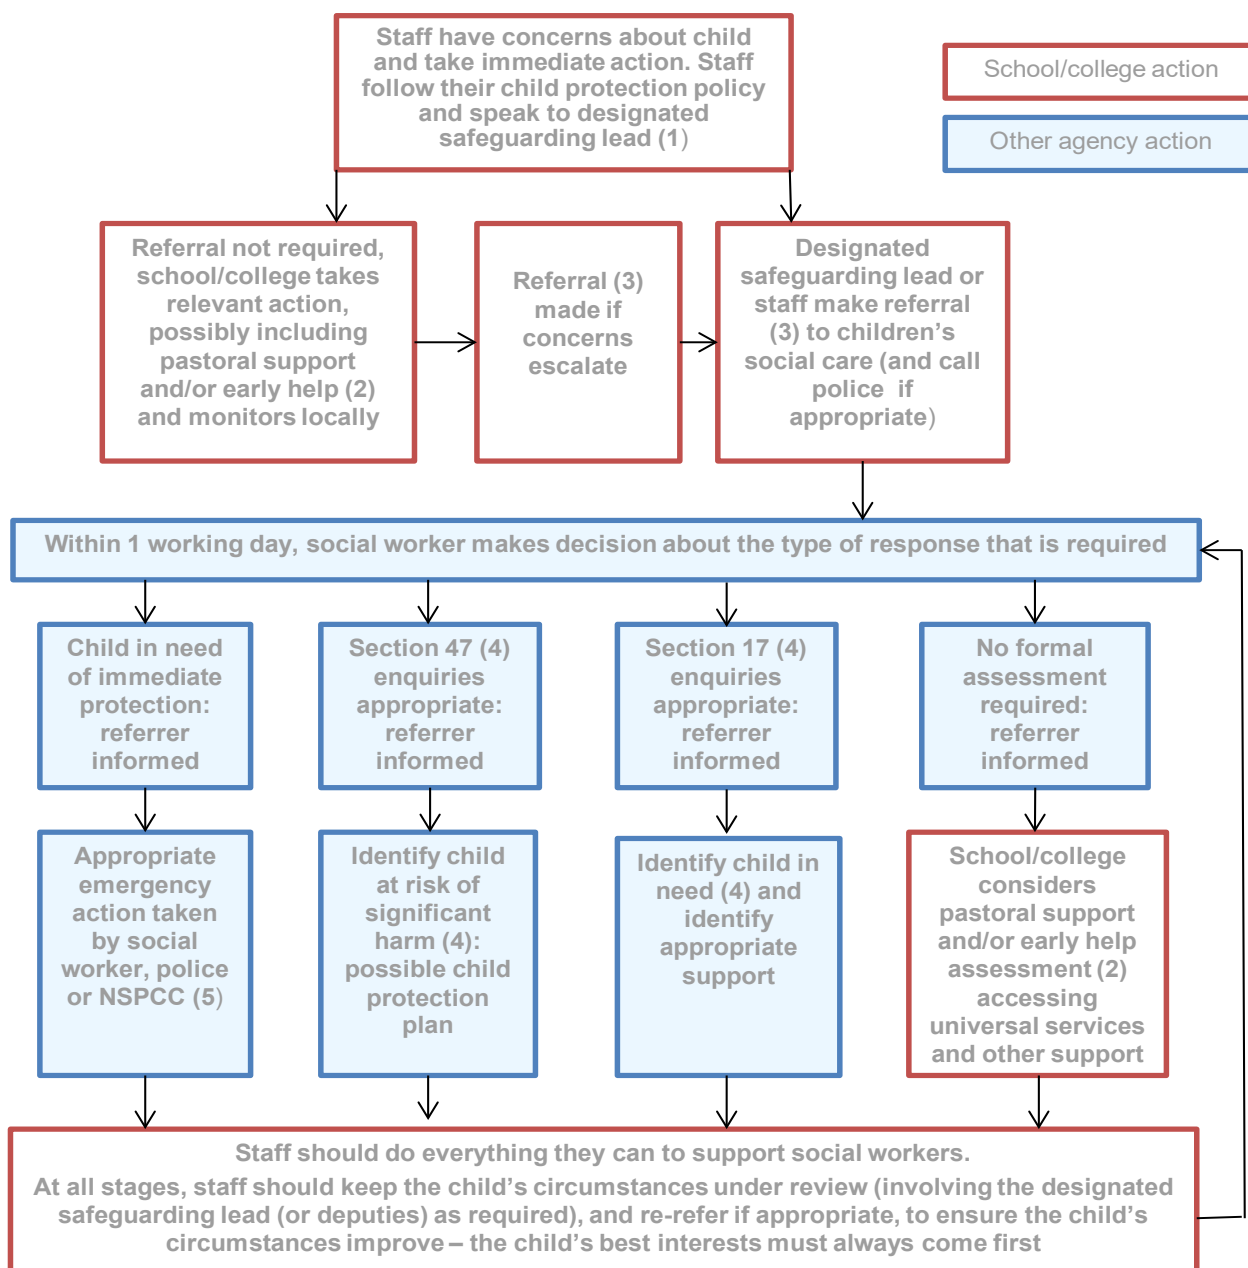 Staff have concerns about child
and take immediate action. Staff
follow their child protection policy
and speak to designated
safeguarding lead (1)
School/college action
Other agency action
Referral not required,
school/college takes
relevant action,
possibly including
pastoral support
and/or early help (2)
and monitors locally
Referral (3)
made if
concerns
escalate
Designated
safeguarding lead or
staff make referral
(3) to children’s
social care (and call
police if
appropriate)
Within 1 working day, social worker makes decision about the type of response that is required
Child in need
of immediate
protection:
referrer
informed
Section 47 (4)
enquiries
appropriate:
referrer
informed
Section 17 (4)
enquiries
appropriate:
referrer
informed
No formal
assessment
required:
referrer
informed
Appropriate
emergency
action taken
by social
worker, police
or NSPCC (5)
Identify child
at risk of
significant
harm (4):
possible child
protection
plan
Identify child in
need (4) and
identify
appropriate
support
School/college
considers
pastoral support
and/or early help
assessment (2)
accessing
universal services
and other support
Staff should do everything they can to support social workers.
At all stages, staff should keep the child’s circumstances under review (involving the designated
safeguarding lead (or deputies) as required), and re-refer if appropriate, to ensure the child’s
circumstances improve – the child’s best interests must always come first